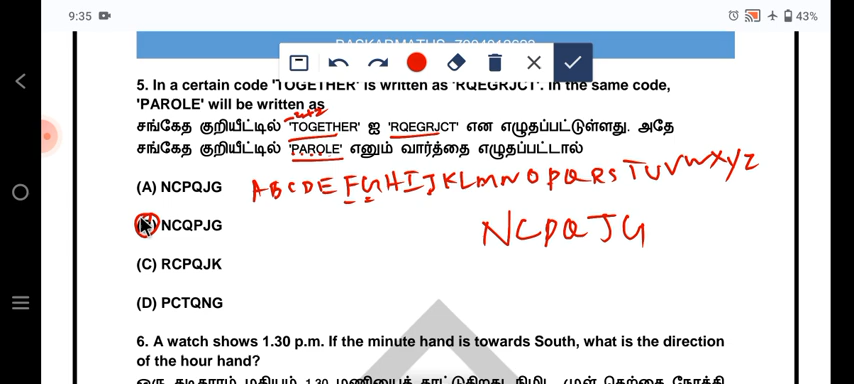 9:35
43%
5. In a certain code 'TOGETHER' is written as 'RQEGRJCT'. In the same code,
'PAROLE' will be written as
சங்கேத குறியீட்டில் 'TOGETHER' ஐ 'RQEGRJCT' என எழுதப்பட்டுள்ளது. அதே
சங்கேத குறியீட்டில் 'PAROLE' எனும் வார்த்தை எழுதப்பட்டால்
(A) NCPQJG
A B C D E F G H I J K L M N O P Q R S T U V W X Y Z
NCQPJG
NCPQJG
(C) RCPQJK
(D) PCTQNG
6. A watch shows 1.30 p.m. If the minute hand is towards South, what is the direction
of the hour hand?